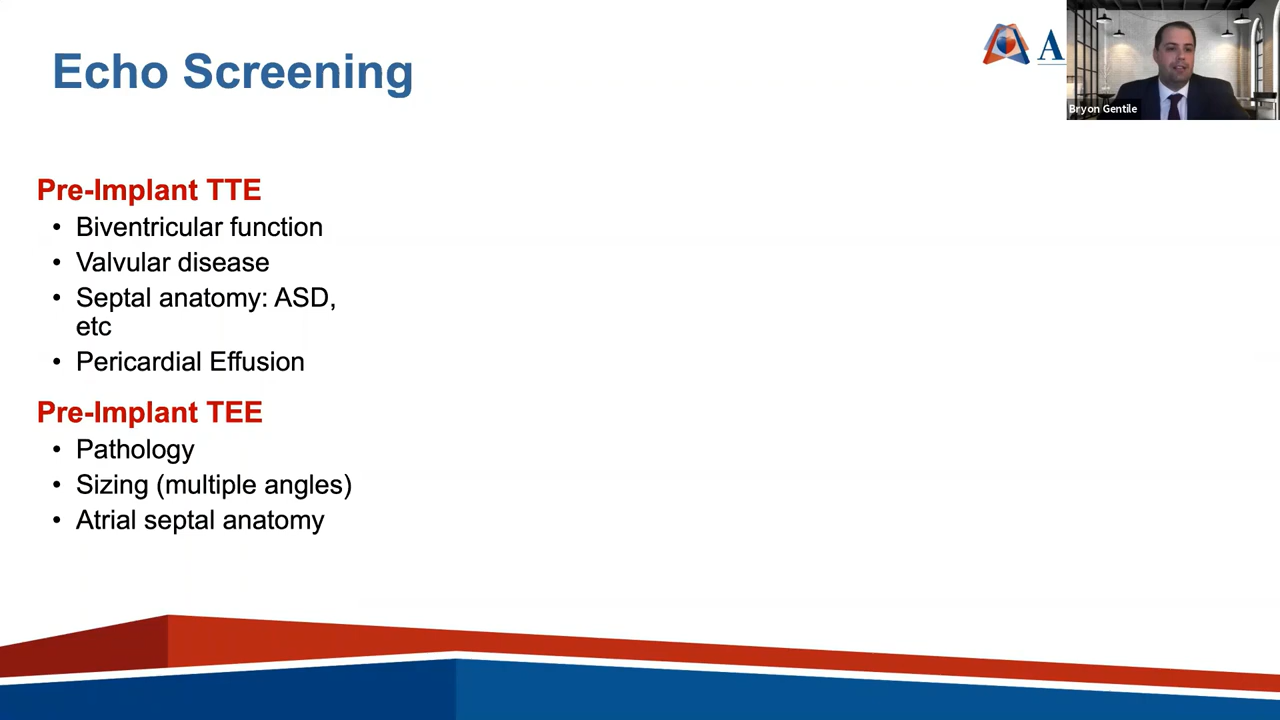 Echo Screening
A
Bryon Gentile
Pre-Implant TTE
• Biventricular function
• Valvular disease
• Septal anatomy: ASD,
etc
• Pericardial Effusion
Pre-Implant TEE
• Pathology
• Sizing (multiple angles)
• Atrial septal anatomy